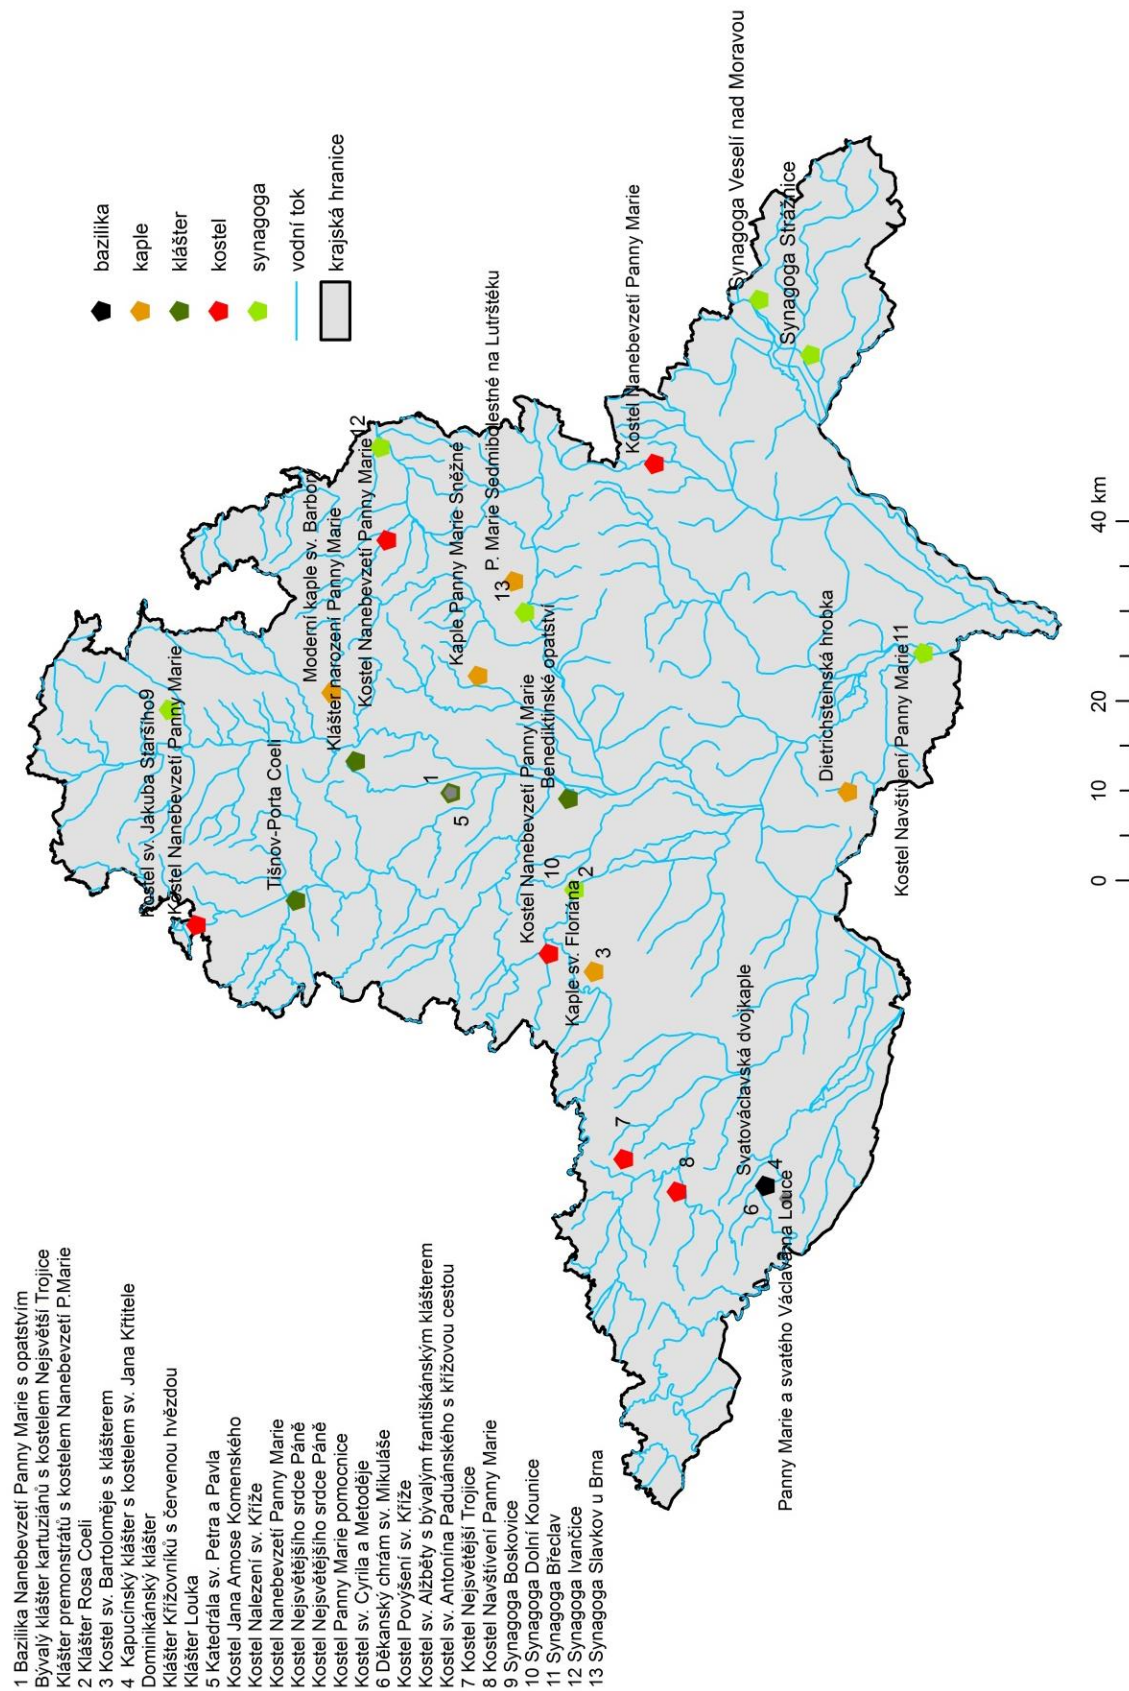 1 Bazilika Nanebevzetí Panny Marie s opatstvím
Bývalý klášter kartuziánů s kostelem Nejsvětější Trojice
Klášter premonstrátů s kostelem Nanebevzetí P.Marie
2 Klášter Rosa Coeli
3 Kostel sv. Bartoloměje s klášterem
4 Kapucínský klášter s kostelem sv. Jana Křtitele
Dominikánský klášter
Klášter Křižovníků s červenou hvězdou
Klášter Louka
5 Katedrála sv. Petra a Pavla
Kostel Jana Amose Komenského
Kostel Nalezení sv. Kříže
Kostel Nanebevzetí Panny Marie
Kostel Nejsvětějšího srdce Páně
Kostel Nejsvětějšího srdce Páně
Kostel Panny Marie pomocnice
Kostel sv. Cyrila a Metoděje
6 Děkanský chrám sv. Mikuláše
Kostel Povýšení sv. Kříže
Kostel sv. Alžběty s bývalým františkánským klášterem
Kostel sv. Antonína Paduánského s křížovou cestou
7 Kostel Nejsvětější Trojice
8 Kostel Navštívení Panny Marie
9 Synagoga Boskovice
10 Synagoga Dolní Kounice
11 Synagoga Břeclav
12 Synagoga Ivančice
13 Synagoga Slavkov u Brna
bazilika
kaple
klášter
kostel
synagoga
vodní tok
krajská hranice
Kostel sv. Jakuba Staršího
9
Kostel Nanebevzetí Panny Marie
Tišnov-Porta Coeli
Moderní kaple sv. Barbory
Klášter narození Panny Marie
Kostel Nanebevzetí Panny Marie
12
5
1
Kaple Panny Marie Sněžné
13
P. Marie Sedmibolestné na Lutrštéku
Kostel Nanebevzetí Panny Marie
Benediktinské opatství
10
Kaple sv. Floriána
2
3
7
8
Kostel Nanebevzetí Panny Marie
Synagoga Veselí nad Moravou
Synagoga Strážnice
Svatováclavská dvojkaple
6
4
Panny Marie a svatého Václava na Louce
Dietrichsteinská hrobka
Kostel Navštívení Panny Marie
11
0
10
20
40 km